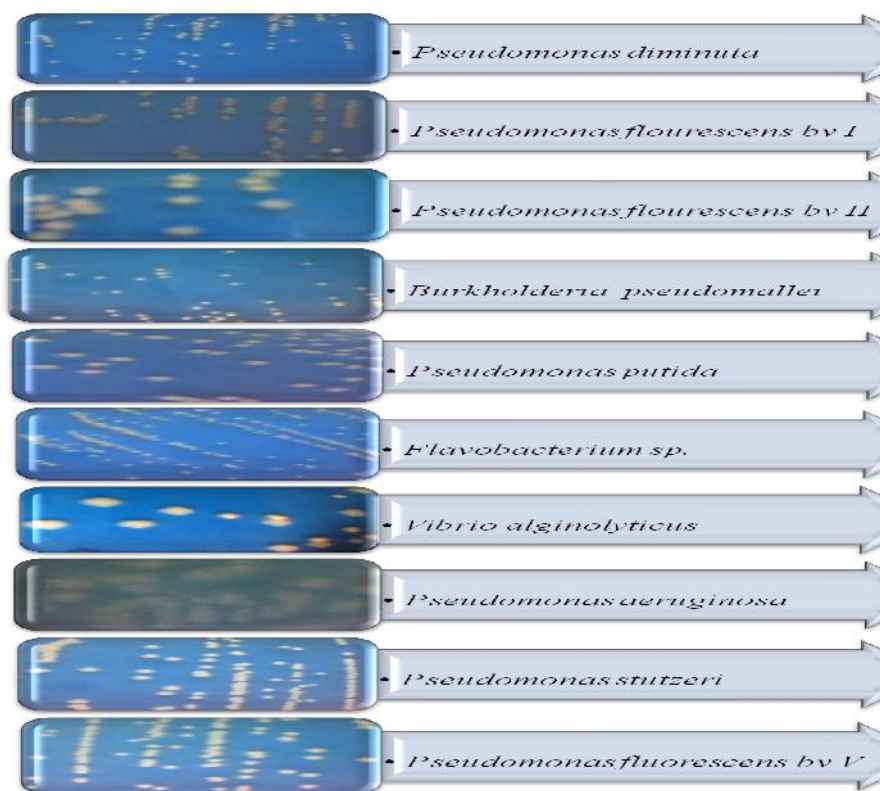 • Pseudomonas diminuta
• Pseudomonas flourescens bv I
• Pseudomonas flourescens bv II
• Burkholderia pseudomallei
• Pseudomonas putida
• Flavobacterium sp.
• Vibrio alginolyticus
• Pseudomonas aeruginosa
• Pseudomonas stutzeri
• Pseudomonas fluorescens bv V